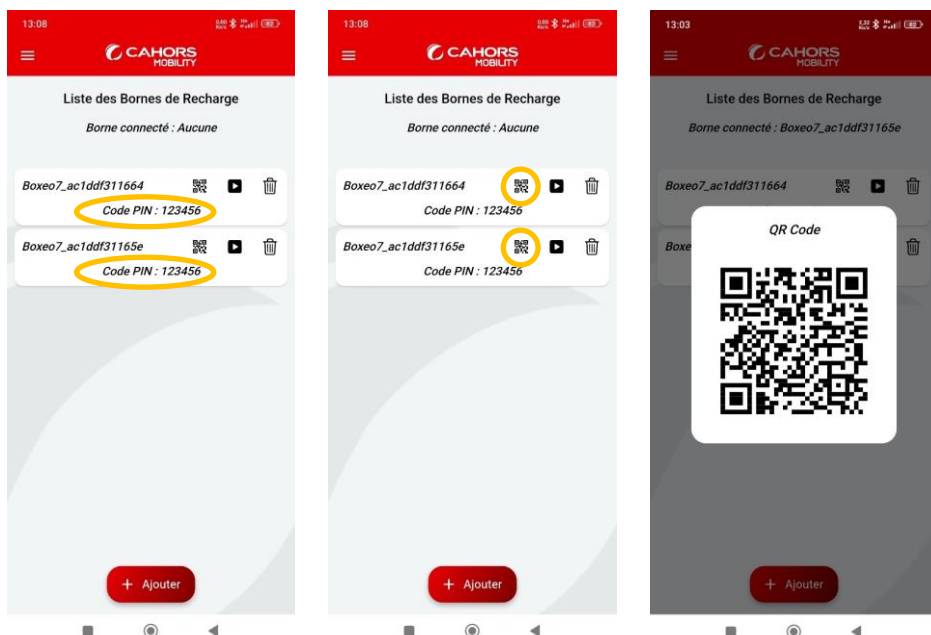 13:08
CAHORS
MOBILITY
Liste des Bornes de Recharge
Borne connecté : Aucune
Boxeo7_ac1ddf311664
Code PIN : 123456
Boxeo7_ac1ddf31165e
Code PIN : 123456
+ Ajouter
13:08
CAHORS
MOBILITY
Liste des Bornes de Recharge
Borne connecté : Aucune
Boxeo7_ac1ddf311664
Code PIN : 123456
Boxeo7_ac1ddf31165e
Code PIN : 123456
+ Ajouter
13:03
CAHORS
MOBILITY
Liste des Bornes de Recharge
Borne connecté : Boxeo7_ac1ddf31165e
Boxeo7_ac1ddf311664
QR Code
Boxe
+ Ajouter